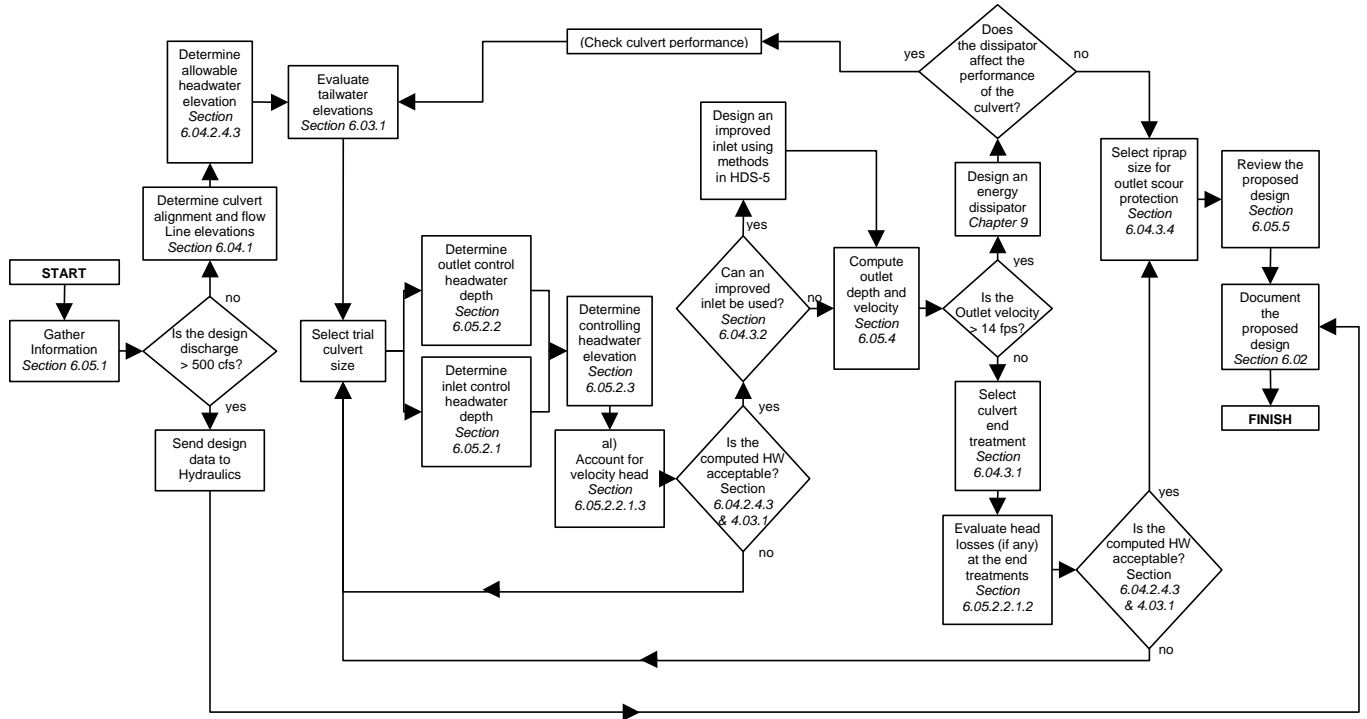 START
Gather
Information
Section 6.05.1
Is the design
discharge
> 500 cfs?
no
yes
Send design
data to
Hydraulics
Determine culvert
alignment and flow
Line elevations
Section 6.04.1
Determine
allowable
headwater
elevation
Section
6.04.2.4.3
Evaluate
tailwater
elevations
Section 6.03.1
Select trial
culvert
size
Determine
outlet control
headwater
depth
Section
6.05.2.2
Determine
inlet control
headwater
depth
Section
6.05.2.1
Determine
controlling
headwater
elevation
Section
6.05.2.3
al)
Account for
velocity head
Section
6.05.2.2.1.3
Is the
computed HW
acceptable?
Section
6.04.2.4.3
& 4.03.1
yes
no
Can an
improved
inlet be used?
Section
6.04.3.2
yes
no
Design an
improved
inlet using
methods
in HDS-5
Compute
outlet
depth and
velocity
Section
6.05.4
Is the
Outlet velocity
> 14 fps?
yes
no
Design an
energy
dissipator
Chapter 9
Does
the dissipator
affect the
performance
of the
culvert?
yes
no
(Check culvert performance)
Select
culvert
end
treatment
Section
6.04.3.1
Evaluate head
losses (if any)
at the end
treatments
Section
6.05.2.2.1.2
Is the
computed HW
acceptable?
Section
6.04.2.4.3
& 4.03.1
yes
no
Select riprap
size for
outlet scour
protection
Section
6.04.3.4
Review the
proposed
design
Section
6.05.5
Document
the
proposed
design
Section 6.02
FINISH